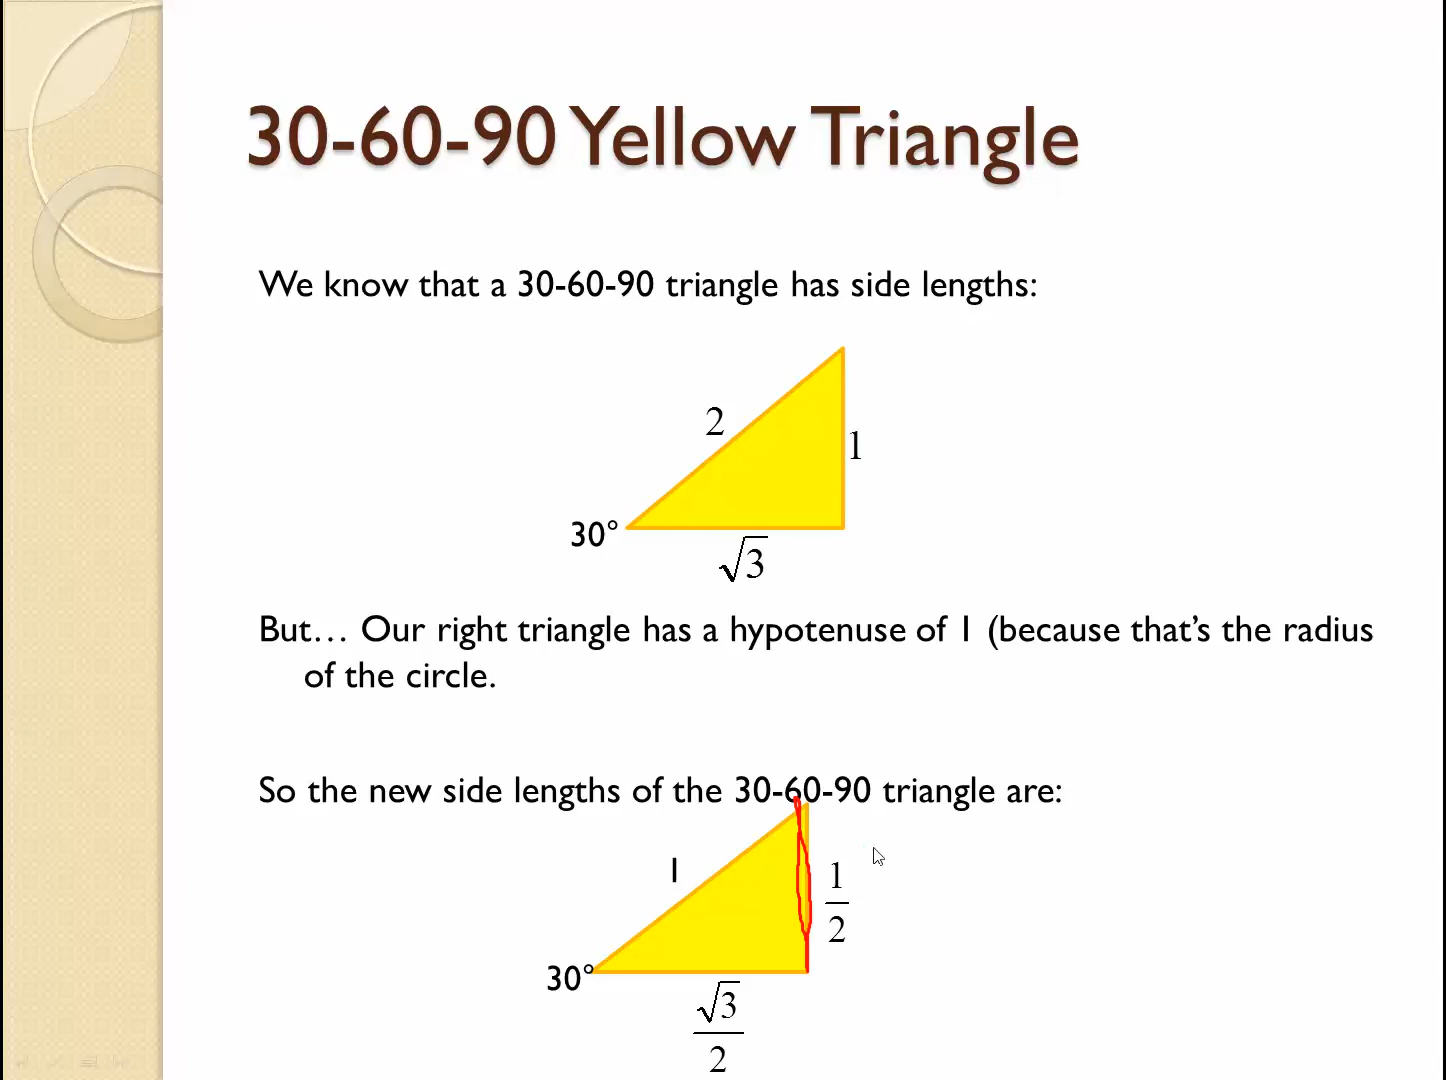 30-60-90 Yellow Triangle
We know that a 30-60-90 triangle has side lengths:
2
1
30°
√3
But… Our right triangle has a hypotenuse of 1 (because that's the radius
of the circle.
So the new side lengths of the 30-60-90 triangle are:
1
1/2
30°
√3/2